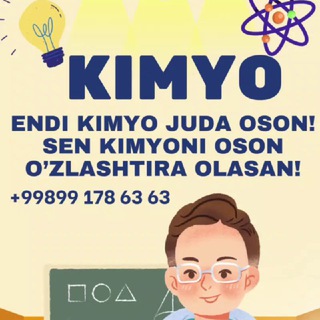 KIMYO
ENDI KIMYO JUDA OSON!
SEN KIMYONI OSON
O’ZLASHTIRA OLASAN!
+99899 178 63 63